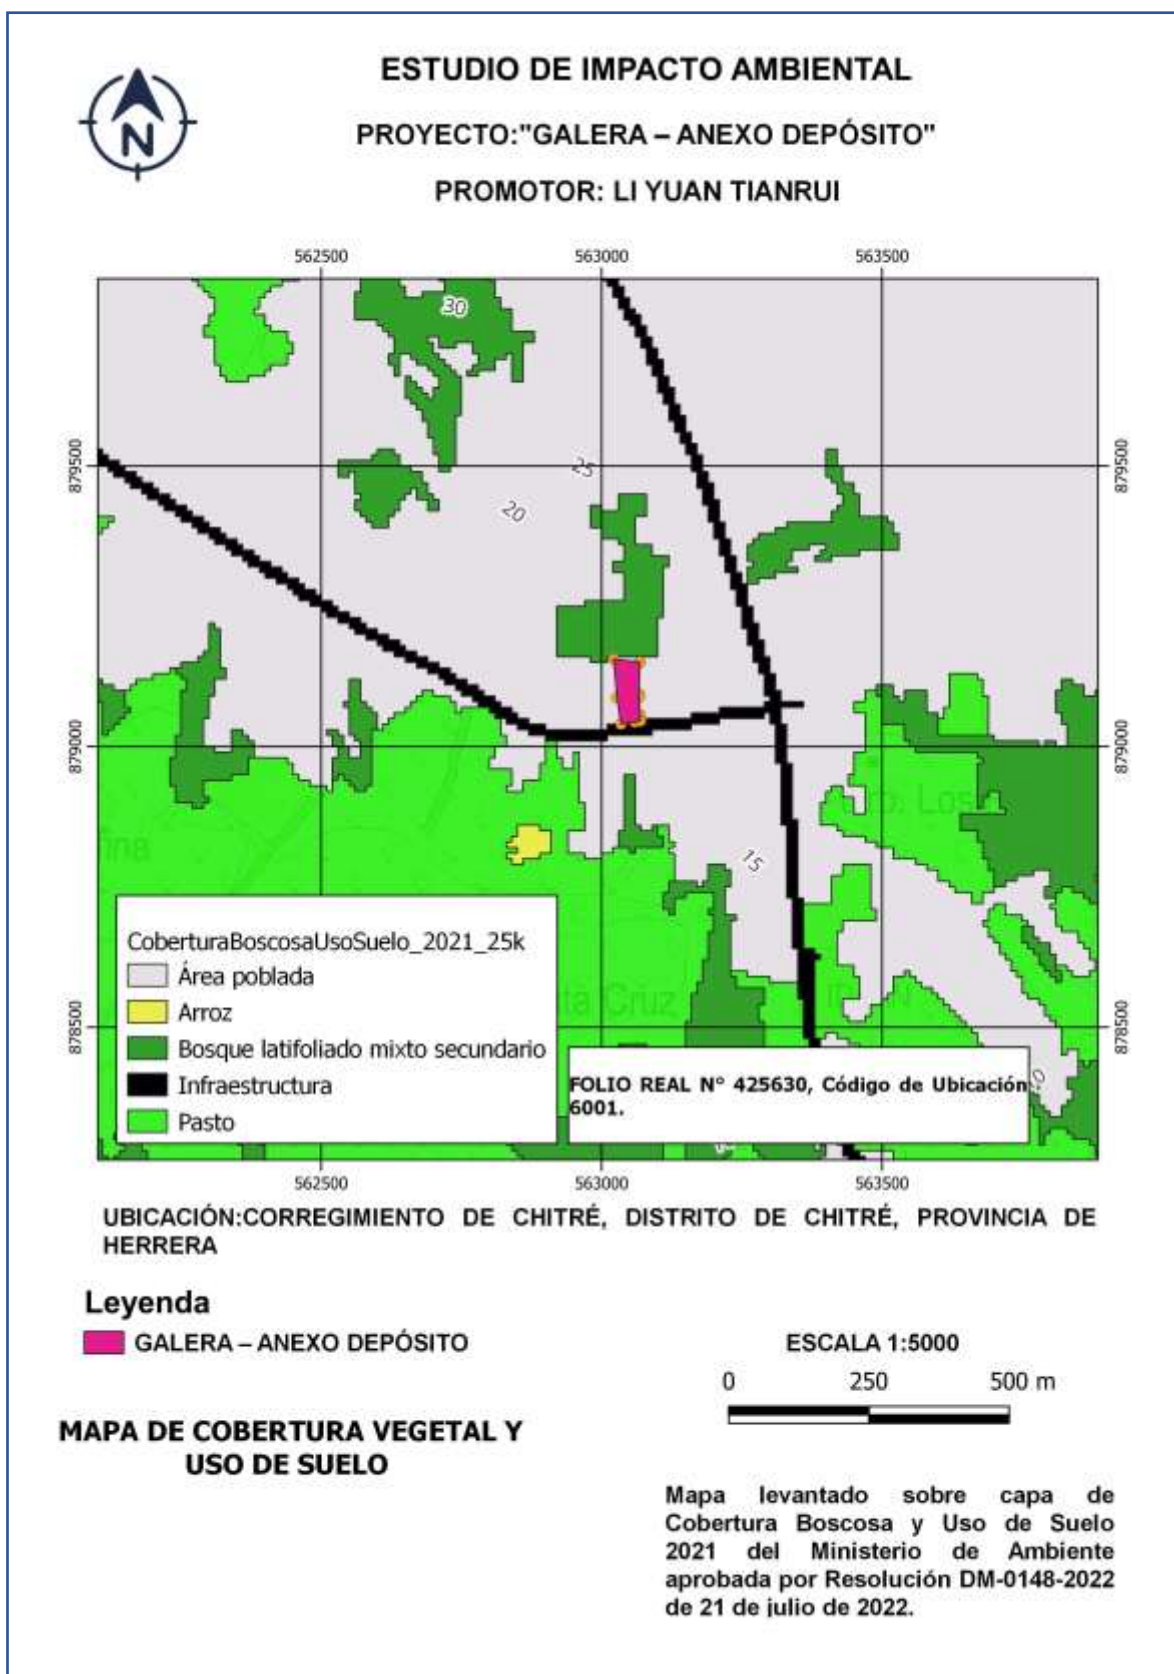 N
ESTUDIO DE IMPACTO AMBIENTAL
PROYECTO:"GALERA – ANEXO DEPÓSITO"
PROMOTOR: LI YUAN TIANRUI
562500 563000 563500
30
879500 879500
25
20
879000 879000
Los
ina
15
ta Cruz
878500 878500
CoberturaBoscosaUsoSuelo_2021_25k
Área poblada
Arroz
Bosque latifoliado mixto secundario
Infraestructura
Pasto
FOLIO REAL N° 425630, Código de Ubicación
6001.
562500 563000 563500
UBICACIÓN:CORREGIMIENTO DE CHITRÉ, DISTRITO DE CHITRÉ, PROVINCIA DE
HERRERA
Leyenda
GALERA – ANEXO DEPÓSITO
ESCALA 1:5000
0 250 500 m
MAPA DE COBERTURA VEGETAL Y
USO DE SUELO
Mapa levantado sobre capa de
Cobertura Boscosa y Uso de Suelo
2021 del Ministerio de Ambiente
aprobada por Resolución DM-0148-2022
de 21 de julio de 2022.